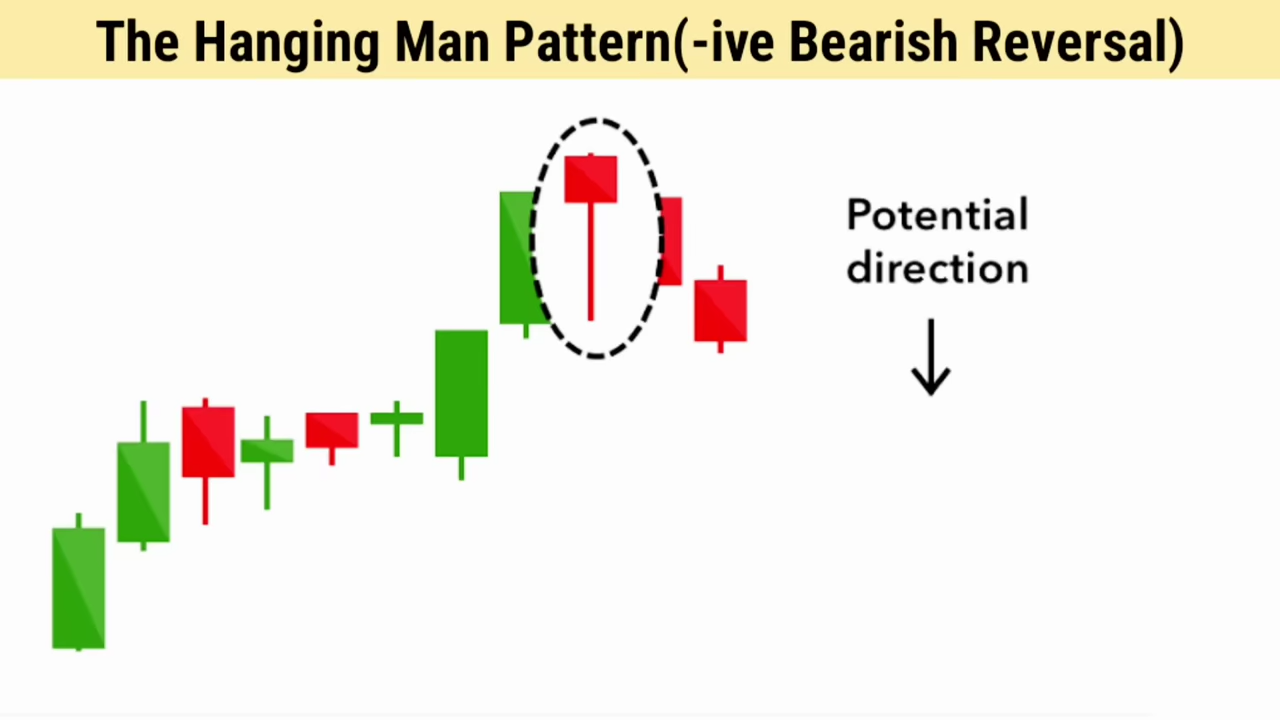 The Hanging Man Pattern(-ive Bearish Reversal)
Potential
direction